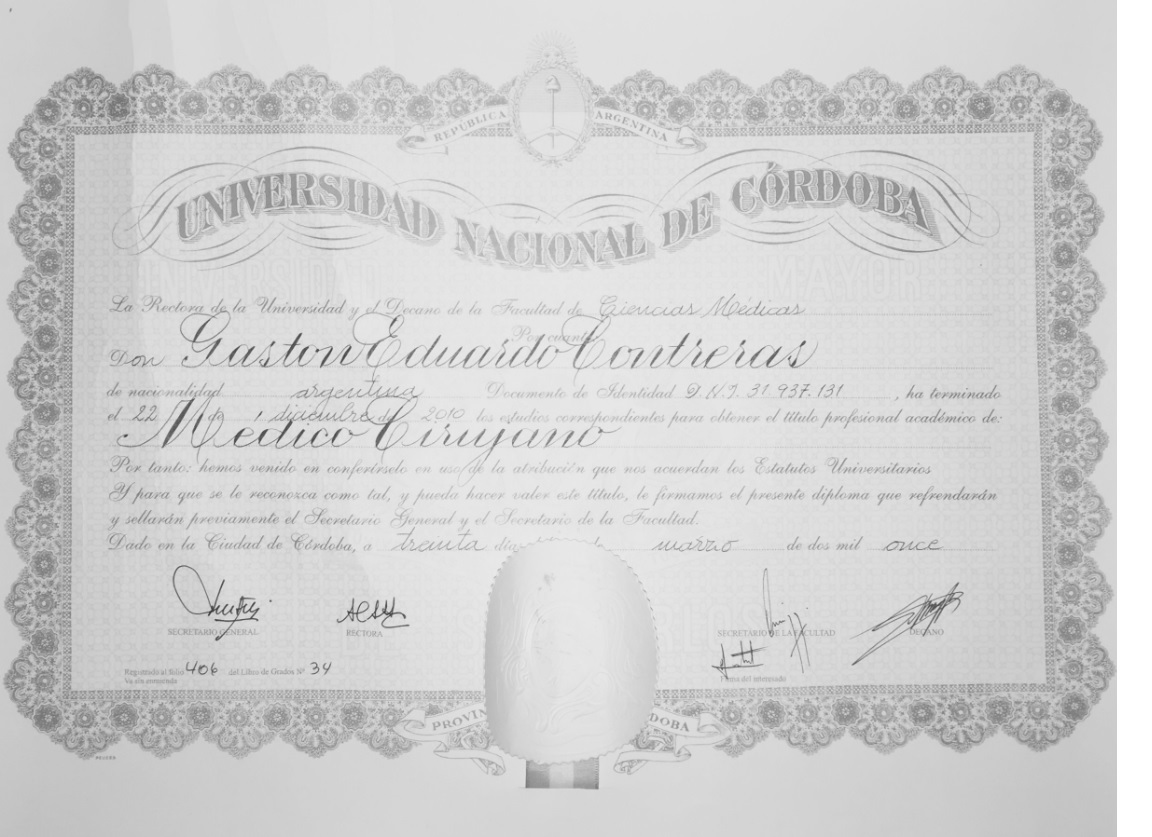 REPÚBLICA ARGENTINA
UNIVERSIDAD NACIONAL DE CÓRDOBA
La Rectora de la Universidad y el Decano de la Facultad de Ciencias Médicas
Por cuanto
Don Gaston Eduardo Contreras
de nacionalidad argentina Documento de Identidad D.N.I. 31.937.131, ha terminado
el 22 de diciembre de 2010 los estudios correspondientes para obtener el título profesional académico de:
Médico Cirujano
Por tanto: hemos venido en conferírselo en uso de la atribución que nos acuerdan los Estatutos Universitarios
Y para que se le reconozca como tal, y pueda hacer valer este título, le firmamos el presente diploma que refrendarán
y sellarán previamente el Secretario General y el Secretario de la Facultad.
Dado en la Ciudad de Córdoba, a treinta marzo de dos mil once
SECRETARIO GENERAL RECTORA SECRETARIO DE LA FACULTAD DECANO
Registrado al folio 406 del Libro de Grados Nº 34
Va sin enmienda Firma del interesado